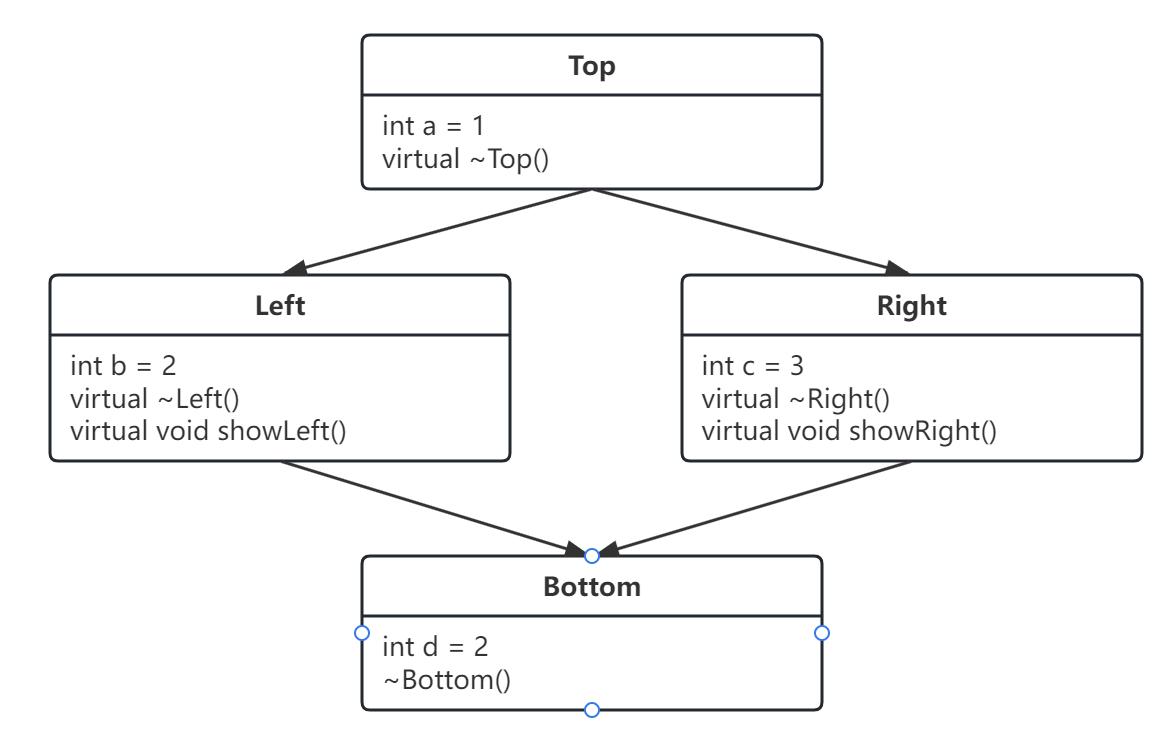 Top
int a = 1
virtual ~Top()
Left
int b = 2
virtual ~Left()
virtual void showLeft()
Right
int c = 3
virtual ~Right()
virtual void showRight()
Bottom
int d = 2
~Bottom()